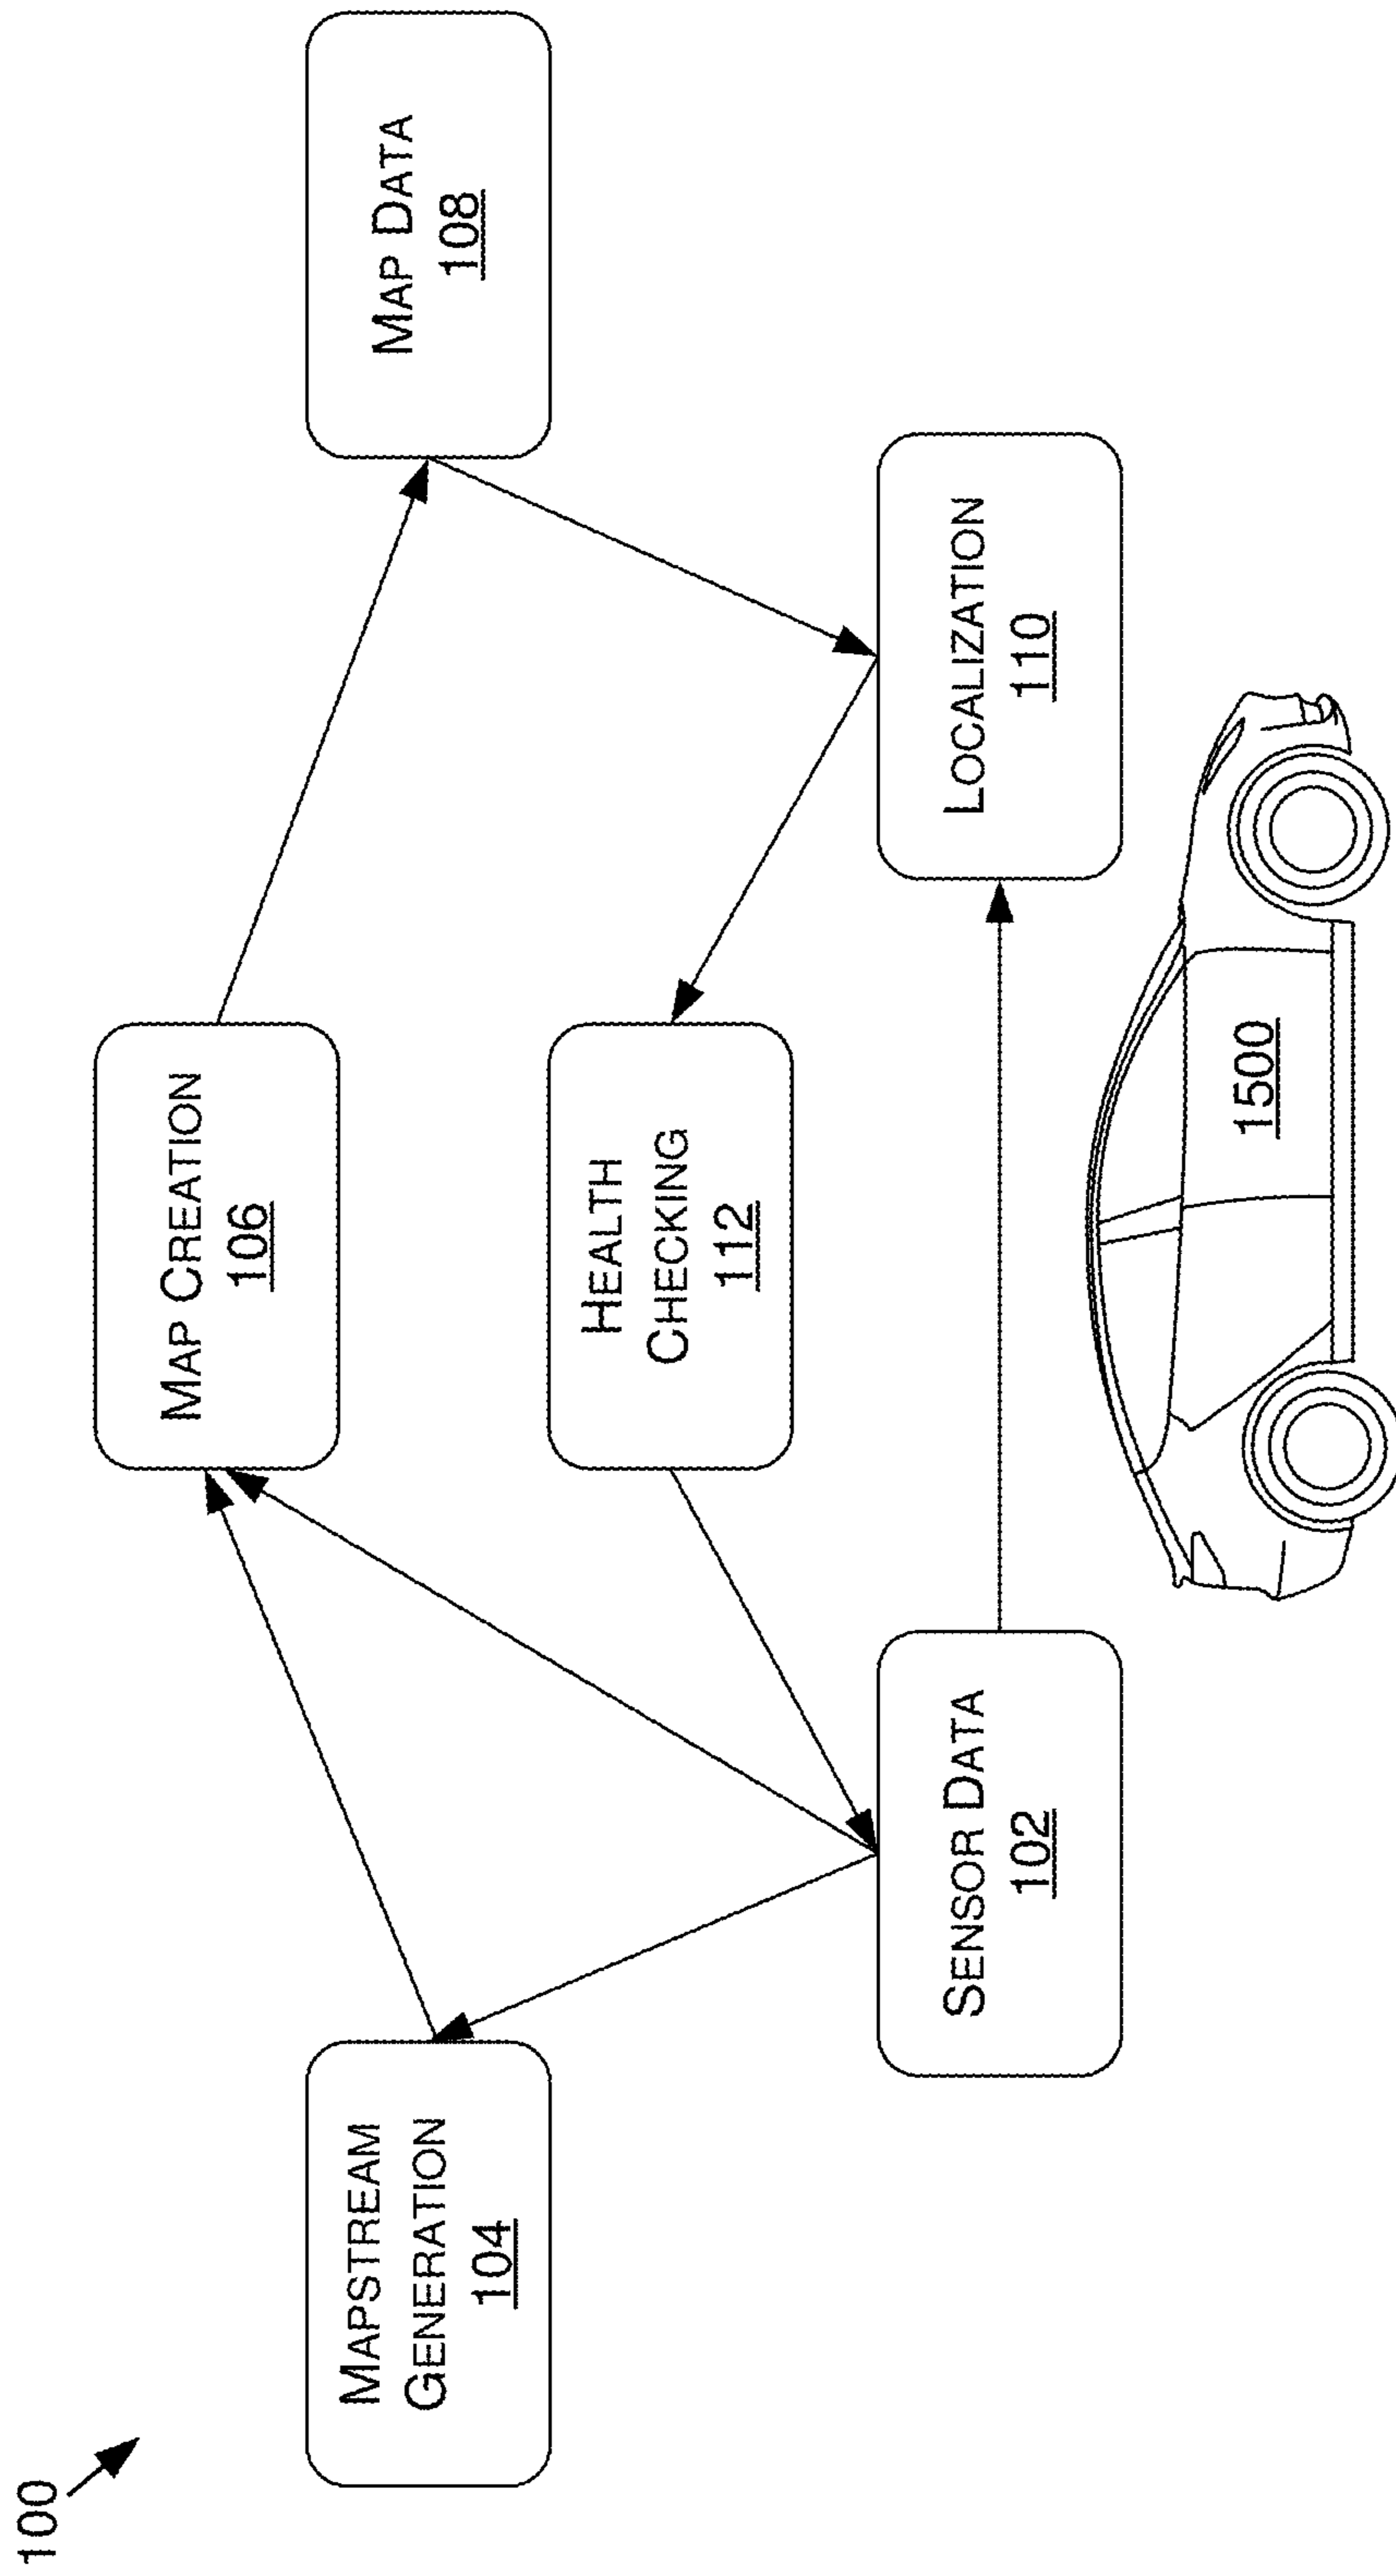 100
MAP CREATION
106
MAPSTREAM
GENERATION
104
MAP DATA
108
HEALTH
CHECKING
112
SENSOR DATA
102
LOCALIZATION
110
1500